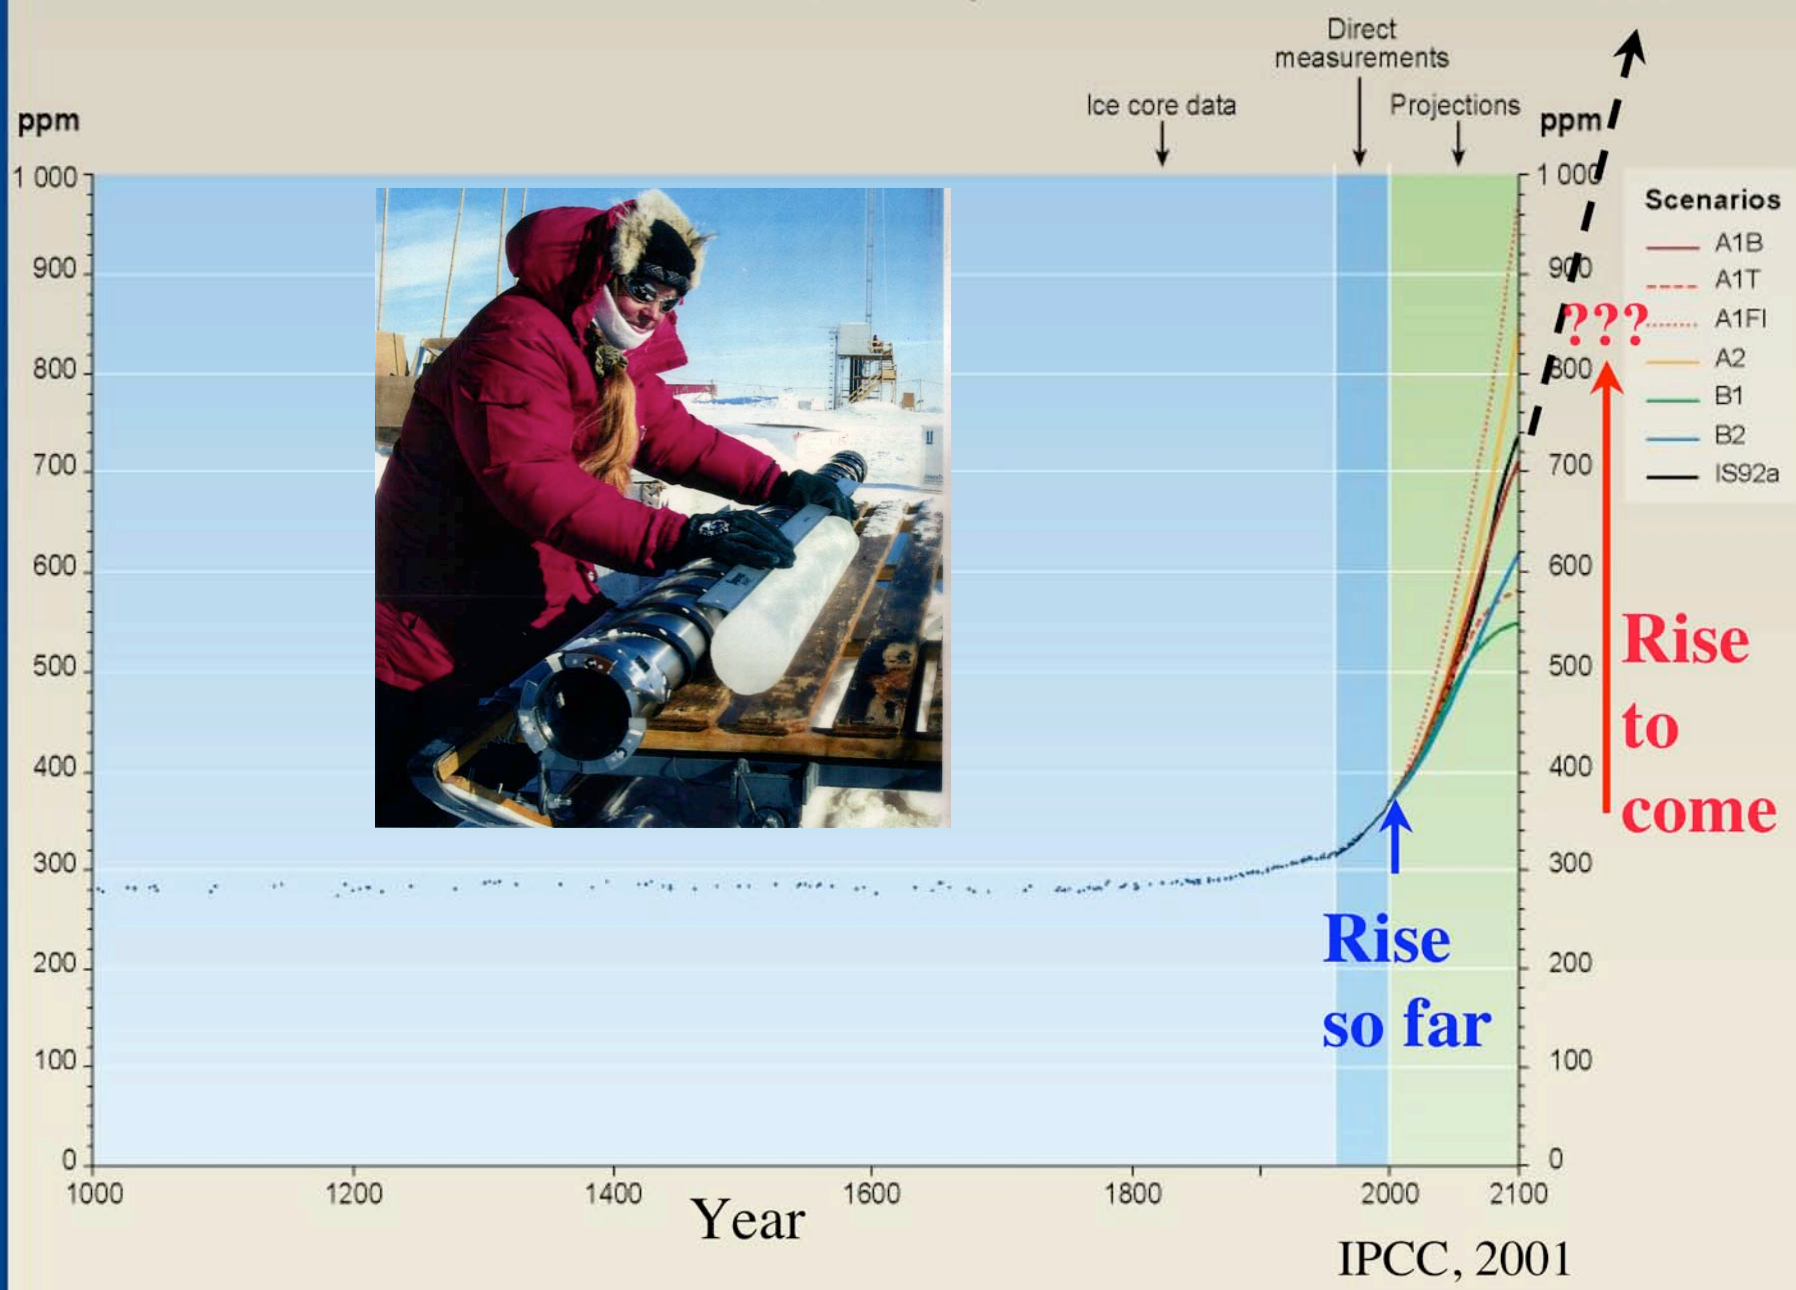 Direct
measurements
Ice core data
Projections
ppm
ppm
1 000
900
800
700
600
500
400
300
200
100
0
1 000
900
800
700
600
500
400
300
200
100
0
Scenarios
A1B
A1T
A1FI
A2
B1
B2
IS92a
???
Rise
to
come
Rise
so far
1000
1200
1400
1600
1800
2000
2100
Year
IPCC, 2001